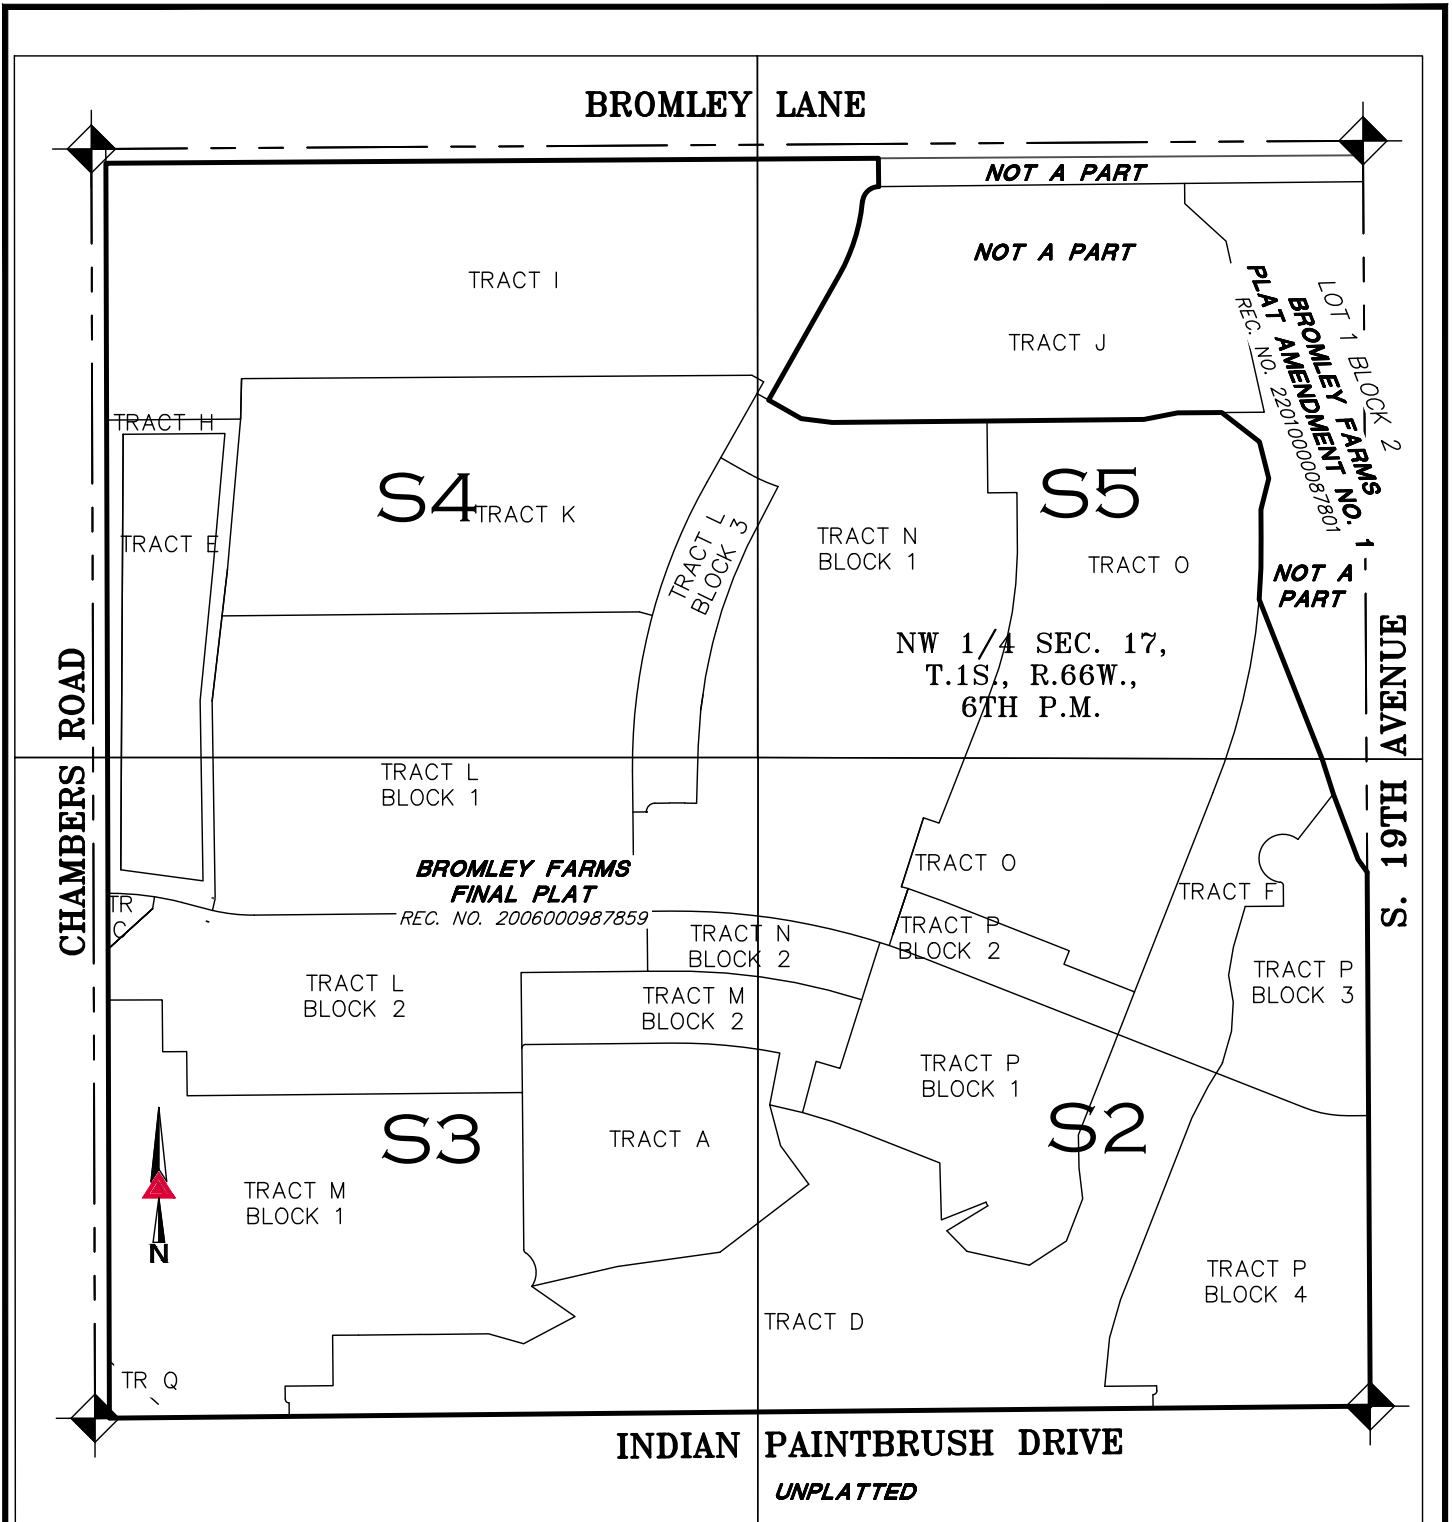 BROMLEY LANE
NOT A PART
NOT A PART
TRACT I
TRACT J
LOT 1 BLOCK 2
BROMLEY FARMS
PLAT AMENDMENT NO. 1
REC. NO. 2201000087801
NOT A
PART
TRACT H
TRACT E
S4
TRACT K
TRACT L
BLOCK 3
S5
TRACT N
BLOCK 1
TRACT O
NW 1/4 SEC. 17,
T.1S., R.66W.,
6TH P.M.
CHAMBERS ROAD
S. 19TH AVENUE
TRACT L
BLOCK 1
BROMLEY FARMS
FINAL PLAT
REC. NO. 2006000987859
TRACT O
TRACT F
TR
C
TRACT N
BLOCK 2
TRACT P
BLOCK 2
TRACT P
BLOCK 3
TRACT L
BLOCK 2
TRACT M
BLOCK 2
TRACT P
BLOCK 1
S3
S2
TRACT A
TRACT M
BLOCK 1
N
TRACT P
BLOCK 4
TRACT D
TR Q
INDIAN PAINTBRUSH DRIVE
UNPLATTED